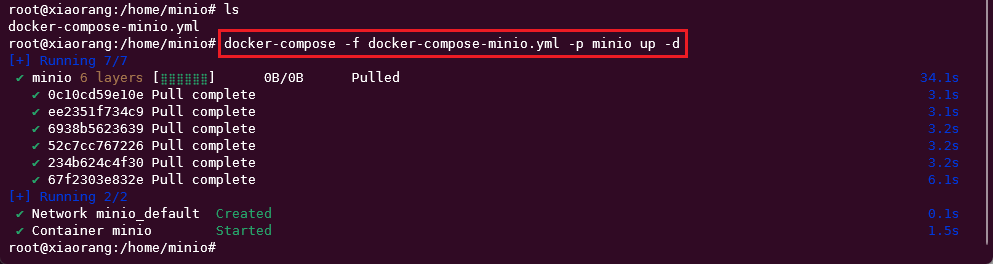 root@xiaorang:/home/minio# ls
docker-compose-minio.yml
root@xiaorang:/home/minio# docker-compose -f docker-compose-minio.yml -p minio up -d
[+] Running 7/7
✔ minio 6 layers [⣿⣿⣿⣿⣿⣿] 0B/0B Pulled 34.1s
✔ 0c10cd59e10e Pull complete 3.1s
✔ ee2351f734c9 Pull complete 3.1s
✔ 6938b5623639 Pull complete 3.2s
✔ 52c7cc767226 Pull complete 3.2s
✔ 234b624c4f30 Pull complete 3.2s
✔ 67f2303e832e Pull complete 6.1s
[+] Running 2/2
✔ Network minio_default Created 0.1s
✔ Container minio Started 1.5s
root@xiaorang:/home/minio#